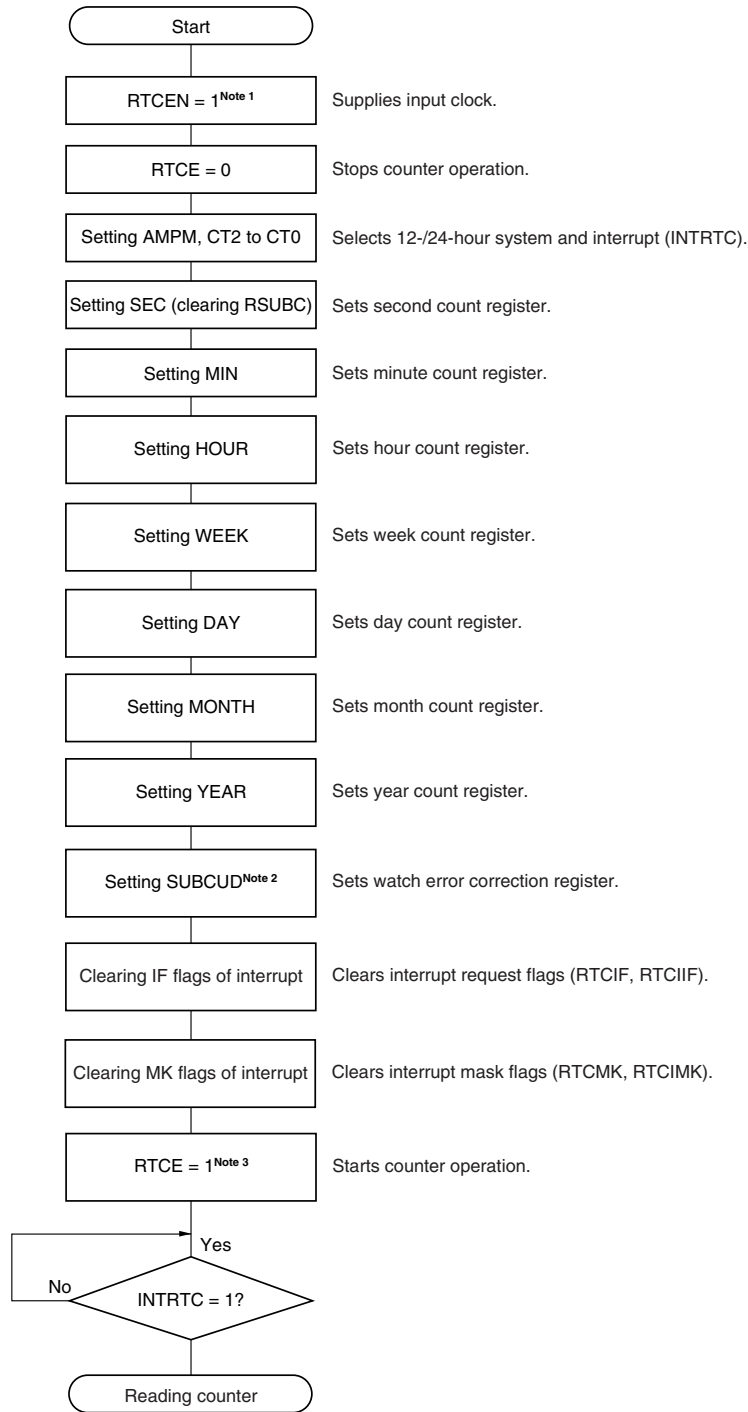 Start
RTCEN = 1Note 1 Supplies input clock.
RTCE = 0 Stops counter operation.
Setting AMPM, CT2 to CT0 Selects 12-/24-hour system and interrupt (INTRTC).
Setting SEC (clearing RSUBC) Sets second count register.
Setting MIN Sets minute count register.
Setting HOUR Sets hour count register.
Setting WEEK Sets week count register.
Setting DAY Sets day count register.
Setting MONTH Sets month count register.
Setting YEAR Sets year count register.
Setting SUBCUDNote 2 Sets watch error correction register.
Clearing IF flags of interrupt Clears interrupt request flags (RTCIF, RTCIIF).
Clearing MK flags of interrupt Clears interrupt mask flags (RTCMK, RTCIMK).
RTCE = 1Note 3 Starts counter operation.
Yes
No
INTRTC = 1?
Reading counter